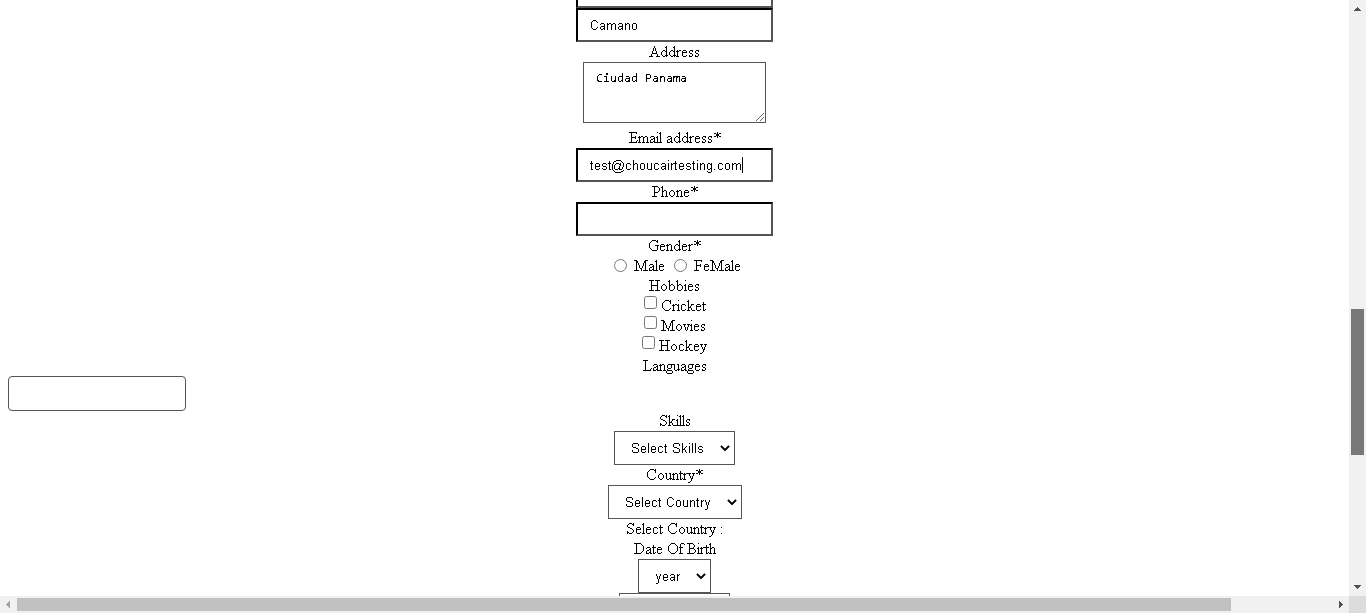 Camano
Address
Ciudad Panama
Email address*
test@choucairtesting.com
Phone*
Gender*
Male FeMale
Hobbies
Cricket
Movies
Hockey
Languages
Skills
Select Skills
Country*
Select Country
Select Country :
Date Of Birth
year